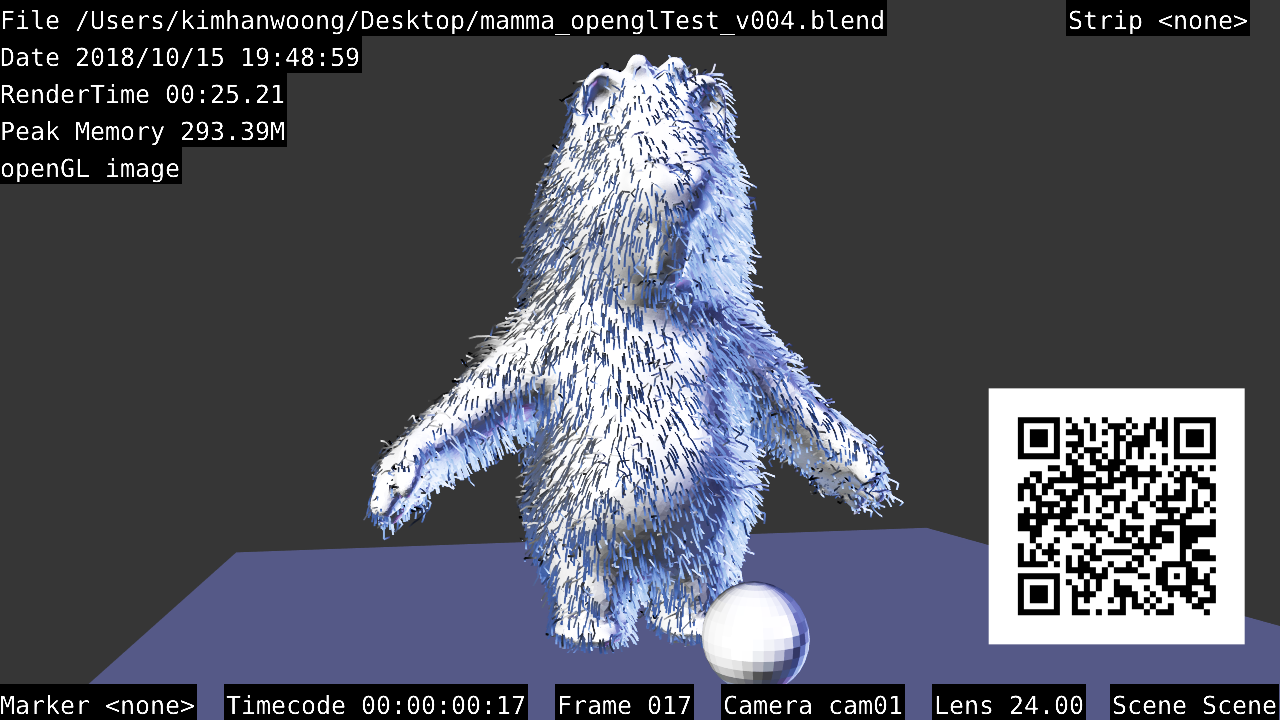 File /Users/kimhanwoong/Desktop/mamma_openglTest_v004.blend
Strip <none>
Date 2018/10/15 19:48:59
RenderTime 00:25.21
Peak Memory 293.39M
openGL image
Marker <none>
Timecode 00:00:00:17
Frame 017
Camera cam01
Lens 24.00
Scene Scene